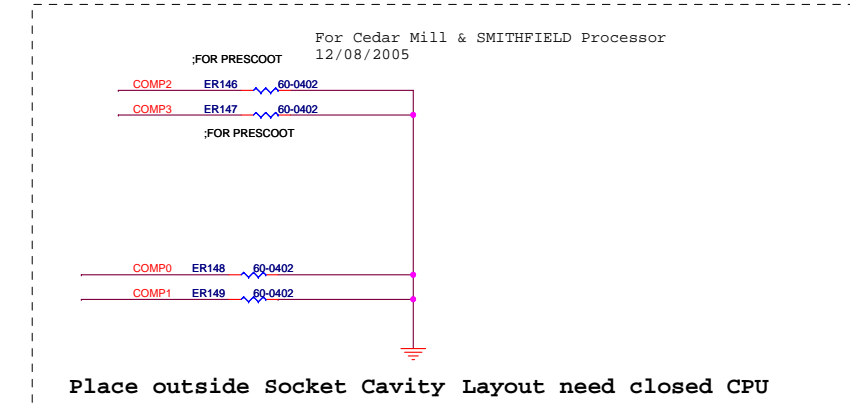 For Cedar Mill & SMITHFIELD Processor
12/08/2005
;FOR PRESCOOT
COMP2 ER146 60-0402
COMP3 ER147 60-0402
;FOR PRESCOOT
COMP0 ER148 60-0402
COMP1 ER149 60-0402
Place outside Socket Cavity Layout need closed CPU